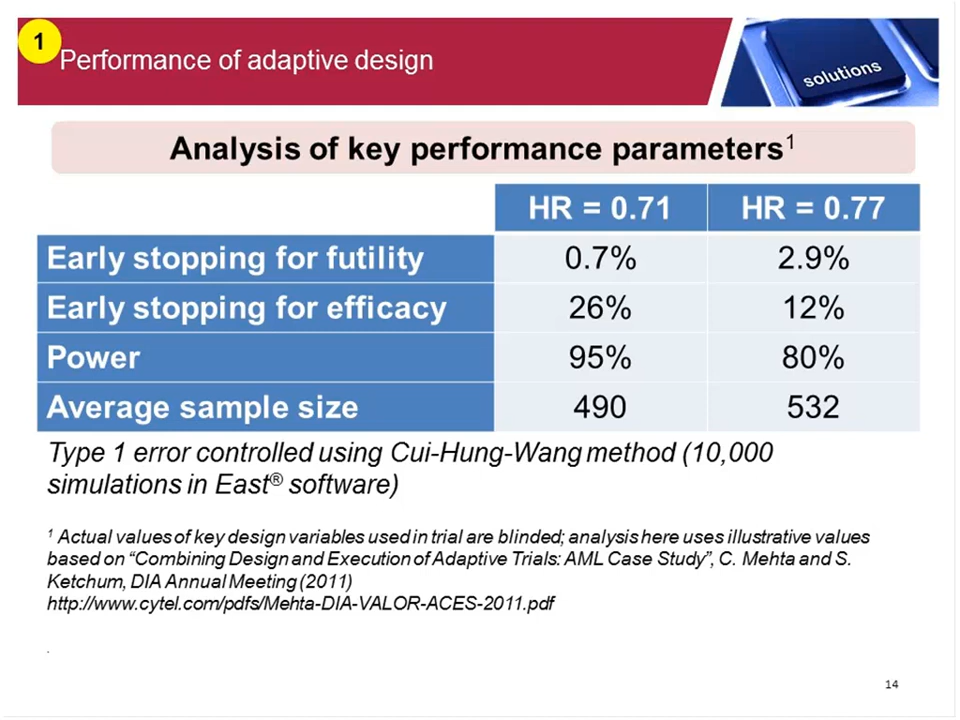 1
Performance of adaptive design
solutions
Analysis of key performance parameters¹
HR = 0.71 HR = 0.77
Early stopping for futility 0.7% 2.9%
Early stopping for efficacy 26% 12%
Power 95% 80%
Average sample size 490 532
Type 1 error controlled using Cui-Hung-Wang method (10,000
simulations in East® software)
¹ Actual values of key design variables used in trial are blinded; analysis here uses illustrative values
based on “Combining Design and Execution of Adaptive Trials: AML Case Study”, C. Mehta and S.
Ketchum, DIA Annual Meeting (2011)
http://www.cytel.com/pdfs/Mehta-DIA-VALOR-ACES-2011.pdf
.
14